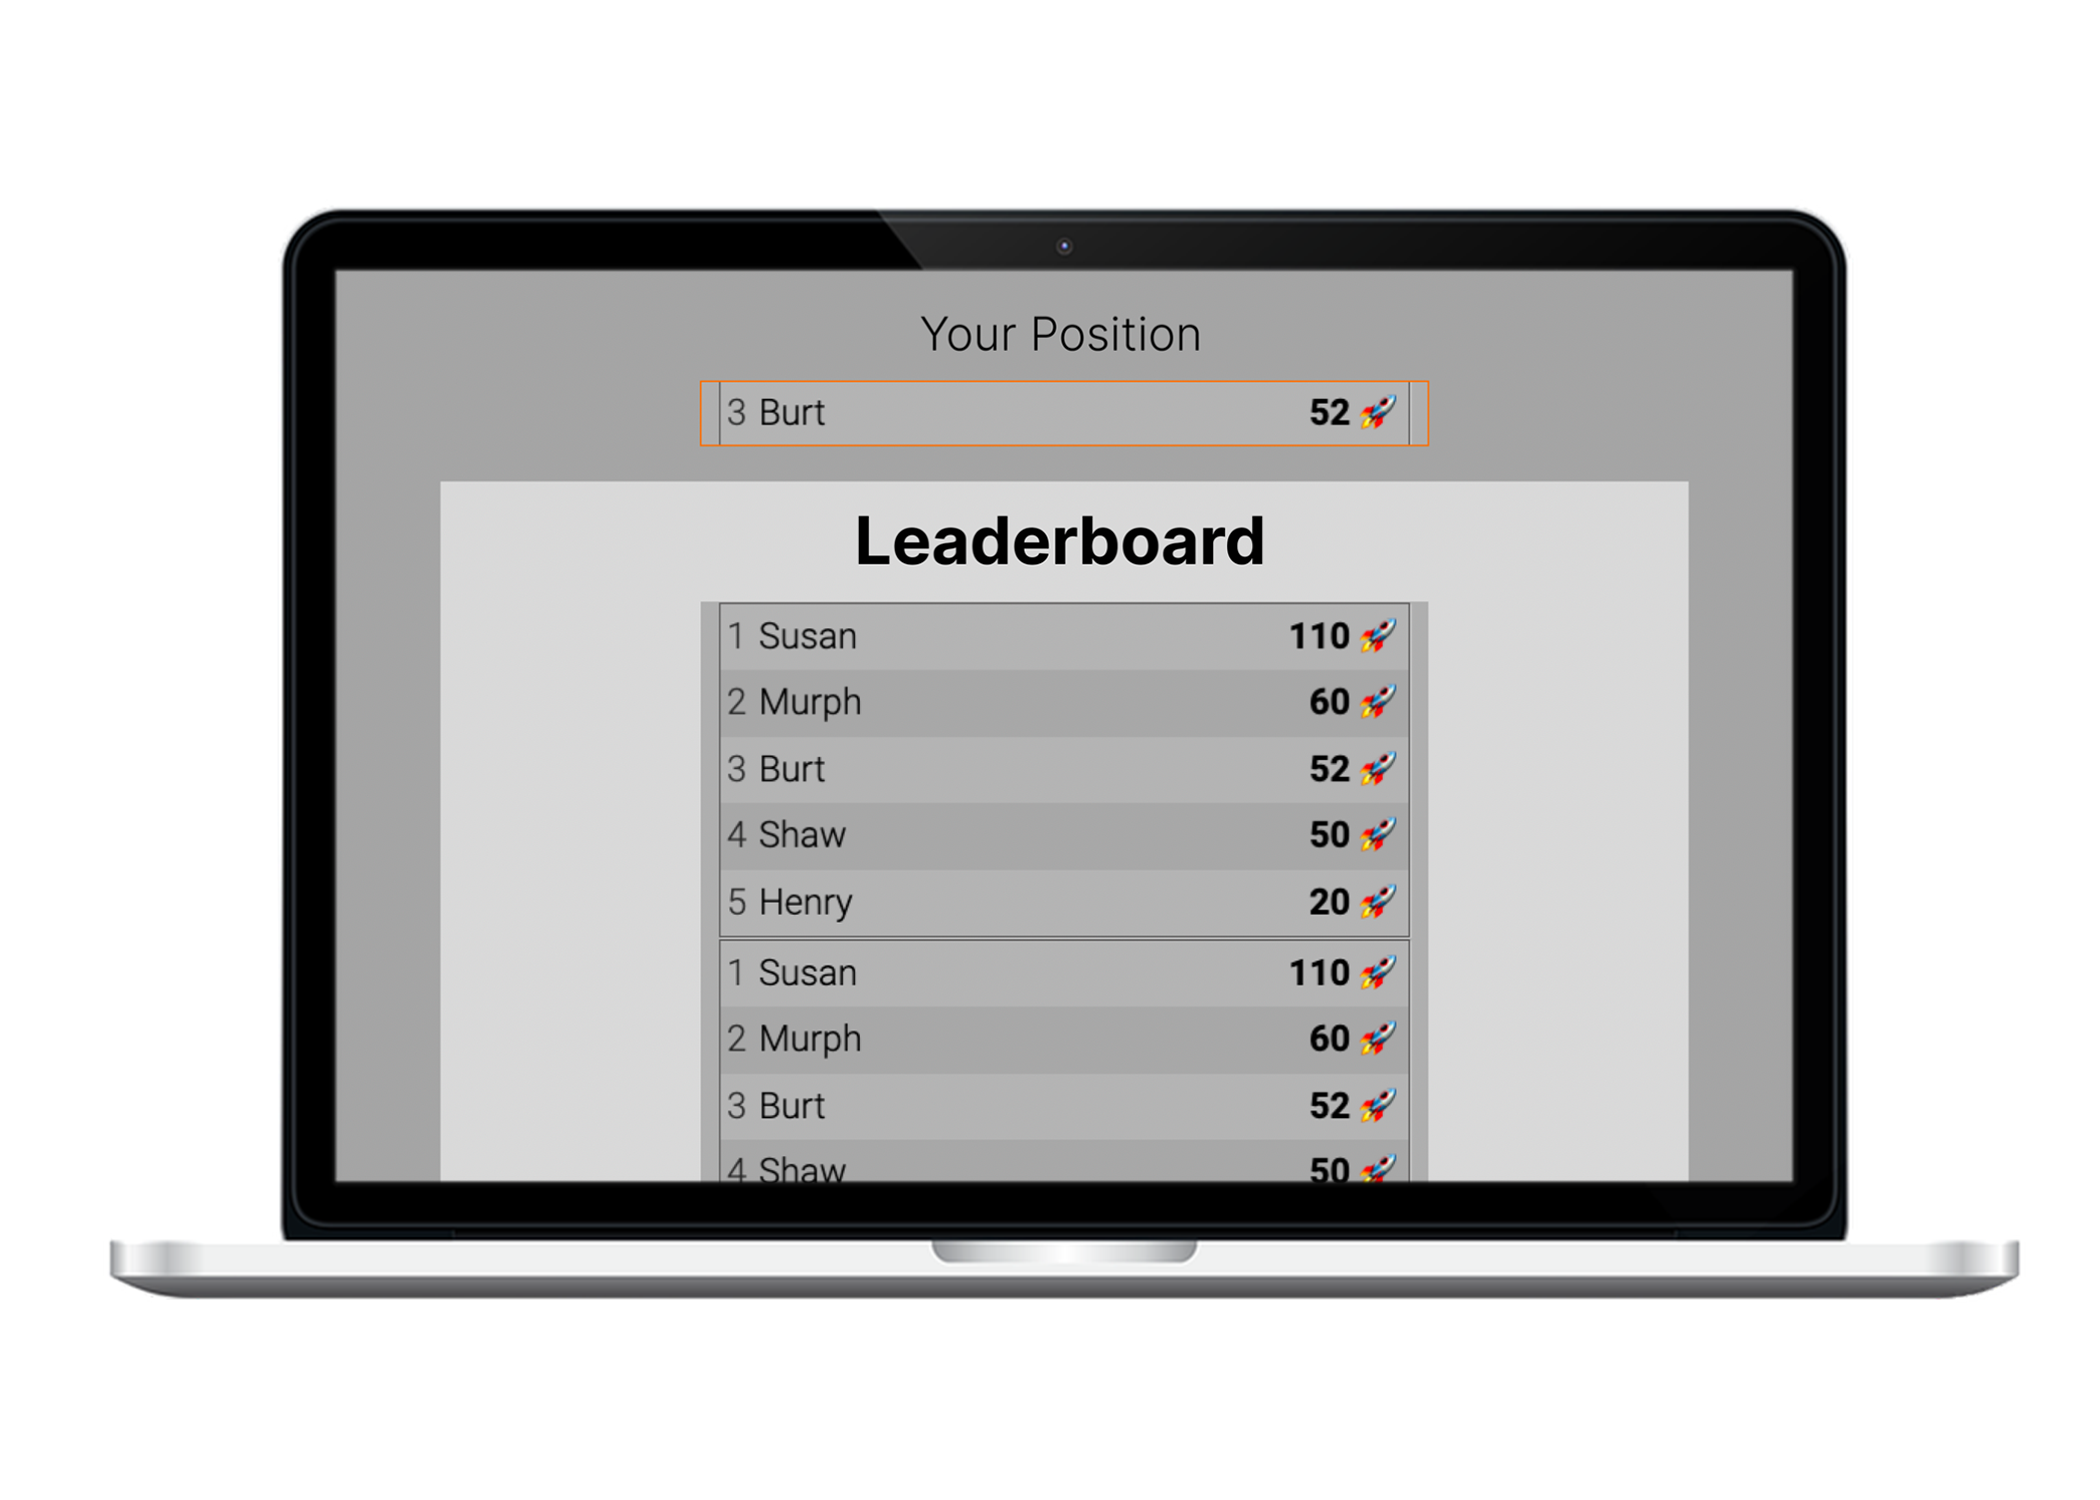 Your Position
3 Burt 52 🚀
Leaderboard
1 Susan 110 🚀
2 Murph 60 🚀
3 Burt 52 🚀
4 Shaw 50 🚀
5 Henry 20 🚀
1 Susan 110 🚀
2 Murph 60 🚀
3 Burt 52 🚀
4 Shaw 50 🚀